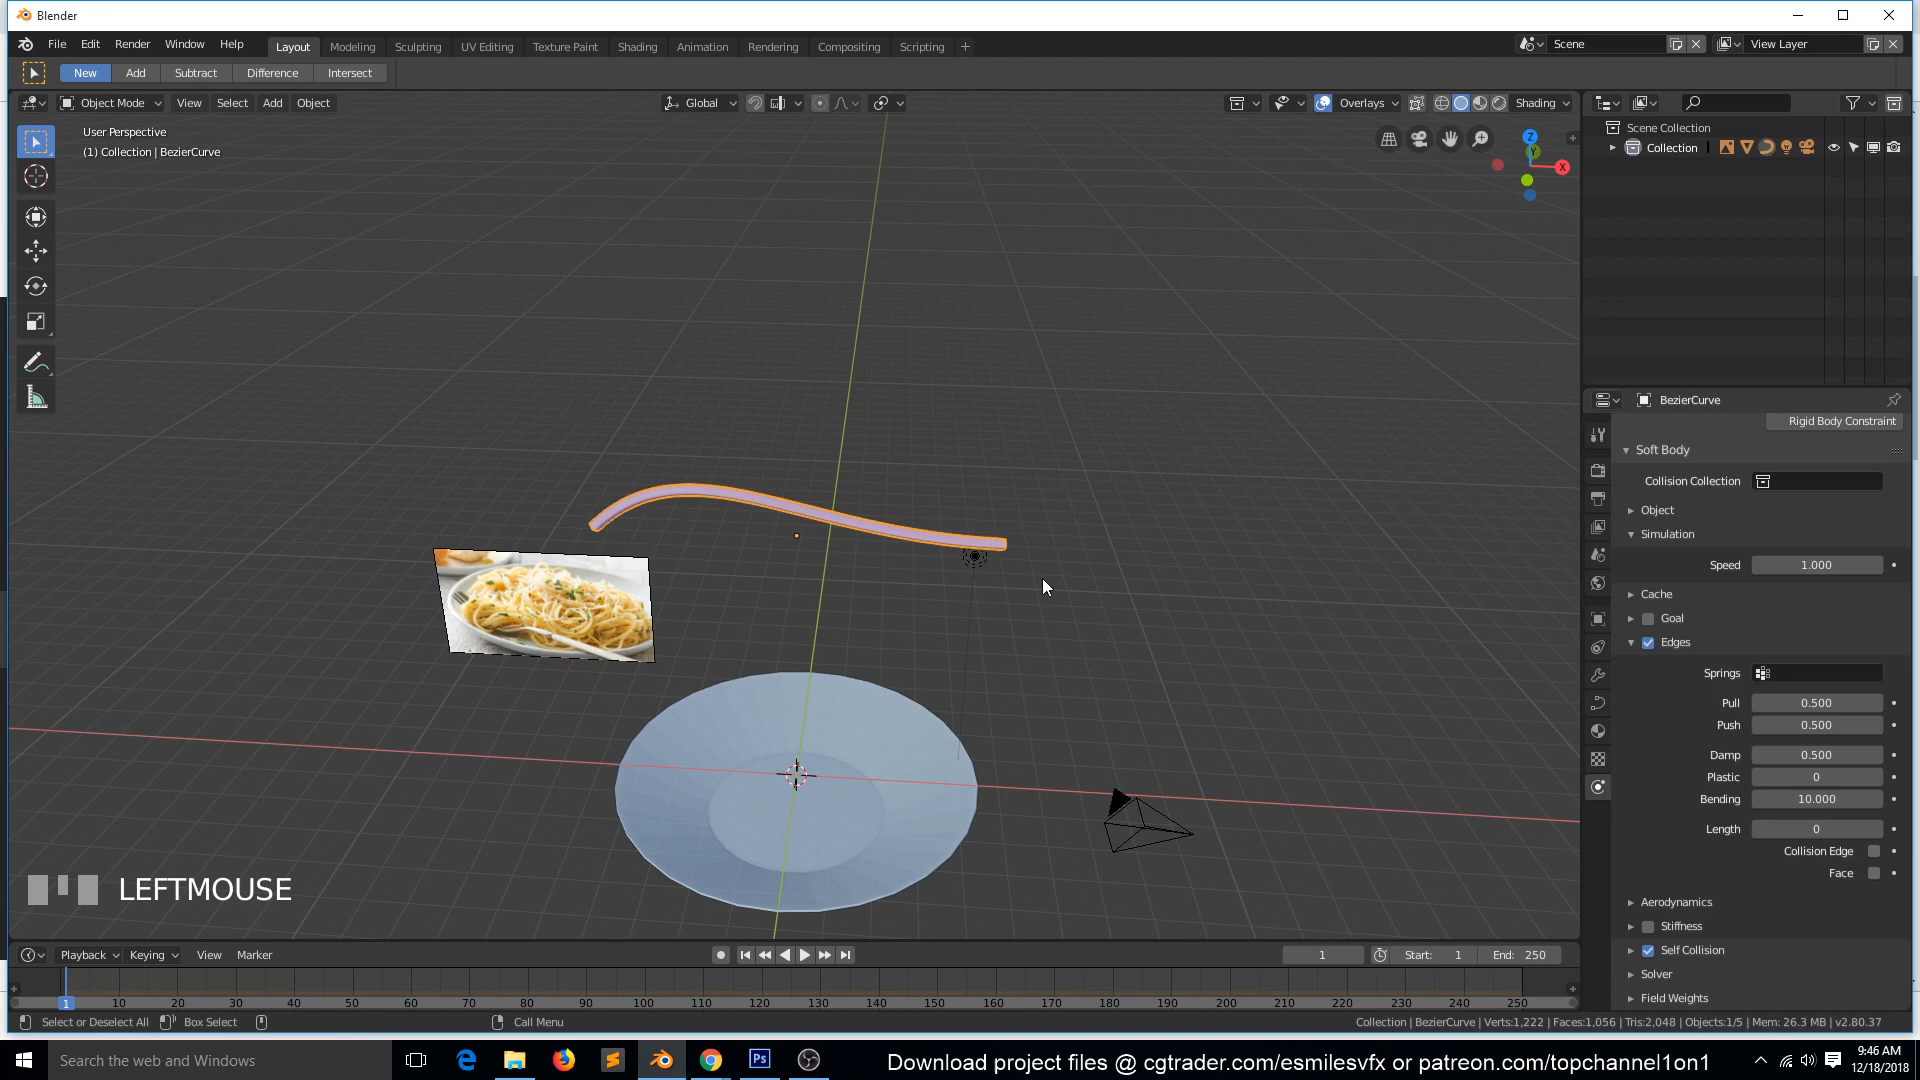 Blender
File Edit Render Window Help Layout Modeling Sculpting UV Editing Texture Paint Shading Animation Rendering Compositing Scripting + Scene View Layer
New Add Subtract Difference Intersect
Object Mode View Select Add Object Global Overlays Shading
User Perspective
(1) Collection | BezierCurve
Z
Y
X
Scene Collection
Collection
BezierCurve
Rigid Body Constraint
Soft Body
Collision Collection
Object
Simulation
Speed 1.000
Cache
Goal
Edges
Springs
Pull 0.500
Push 0.500
Damp 0.500
Plastic 0
Bending 10.000
Length 0
Collision Edge
Face
Aerodynamics
Stiffness
Self Collision
Solver
Field Weights
LEFTMOUSE
Playback Keying View Marker 1 Start: 1 End: 250
1 10 20 30 40 50 60 70 80 90 100 110 120 130 140 150 160 170 180 190 200 210 220 230 240 250
Select or Deselect All Box Select Call Menu Collection | BezierCurve | Verts:1,222 | Faces:1,056 | Tris:2,048 | Objects:1/5 | Mem: 26.3 MB | v2.80.37
Search the web and Windows Ps Download project files @ cgtrader.com/esmilesvfx or patreon.com/topchannel1on1 9:46 AM
12/18/2018